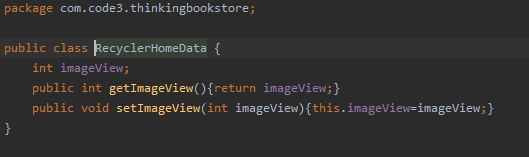 package com.code3.thinkingbookstore;
public class RecyclerHomeData {
int imageView;
public int getImageView(){return imageView;}
public void setImageView(int imageView){this.imageView=imageView;}
}